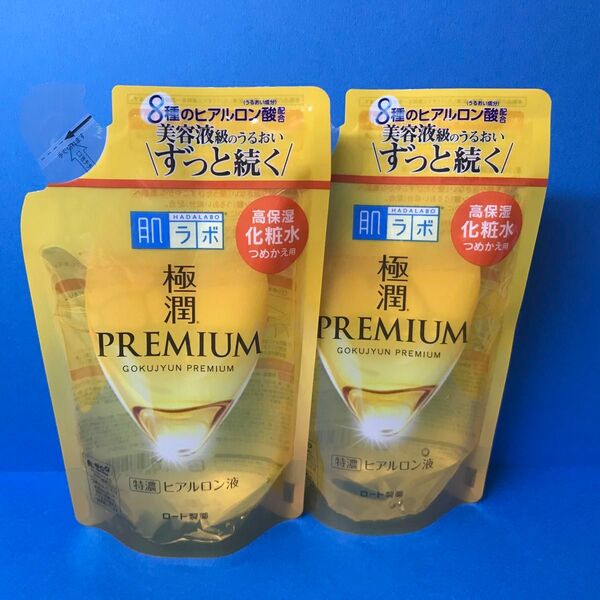 8種のヒアルロン酸配合
(うるおい成分)
美容液級のうるおい
\ずっと続く/
HADALABO
肌ラボ
高保湿
化粧水
つめかえ用
極潤
PREMIUM
GOKUJYUN PREMIUM
特濃 ヒアルロン液
ロート製薬
8種のヒアルロン酸配合
(うるおい成分)
美容液級のうるおい
\ずっと続く/
HADALABO
肌ラボ
高保湿
化粧水
つめかえ用
極潤
PREMIUM
GOKUJYUN PREMIUM
特濃 ヒアルロン液
ロート製薬